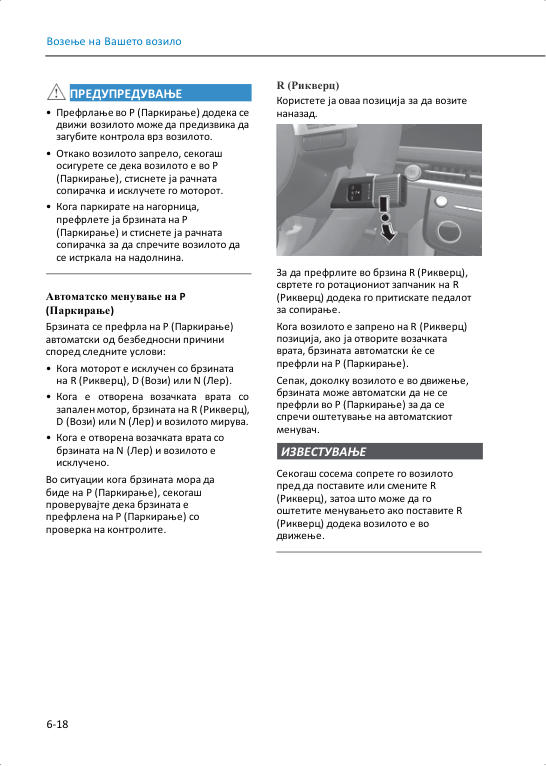 Возење на Вашето возило
ПРЕДУПРЕДУВАЊЕ
• Префрлање во P (Паркирање) додека се
движи возилото може да предизвика да
загубите контрола врз возилото.
• Откако возилото запрело, секогаш
осигурете се дека возилото е во P
(Паркирање), стиснете ја рачната
сопирачка и исклучете го моторот.
• Кога паркирате на нагорница,
префрлете ја брзината на P
(Паркирање) и стиснете ја рачната
сопирачка за да спречите возилото да
се истркала на надолнина.
Автоматско менување на P
(Паркирање)
Брзината се префрла на P (Паркирање)
автоматски од безбедносни причини
според следните услови:
• Кога моторот е исклучен со брзината
на R (Рикверц), D (Вози) или N (Лер).
• Кога е отворена возачката врата со
запален мотор, брзината на R (Рикверц),
D (Вози) или N (Лер) и возилото мирува.
• Кога е отворена возачката врата со
брзината на N (Лер) и возилото е
исклучено.
Во ситуации кога брзината мора да
биде на P (Паркирање), секогаш
проверувајте дека брзината е
префрлена на P (Паркирање) со
проверка на контролите.
R (Рикверц)
Користете ја оваа позиција за да возите
наназад.
За да префрлите во брзина R (Рикверц),
свртете го ротациониот запчаник на R
(Рикверц) додека го притискате педалот
за сопирање.
Кога возилото е запрено на R (Рикверц)
позиција, ако ја отворите возачката
врата, брзината автоматски ќе се
префрли на P (Паркирање).
Сепак, доколку возилото е во движење,
брзината може автоматски да не се
префрли во P (Паркирање) за да се
спречи оштетување на автоматскиот
менувач.
ИЗВЕСТУВАЊЕ
Секогаш сосема сопрете го возилото
пред да поставите или смените R
(Рикверц), затоа што може да го
оштетите менувањето ако поставите R
(Рикверц) додека возилото е во
движење.
6-18